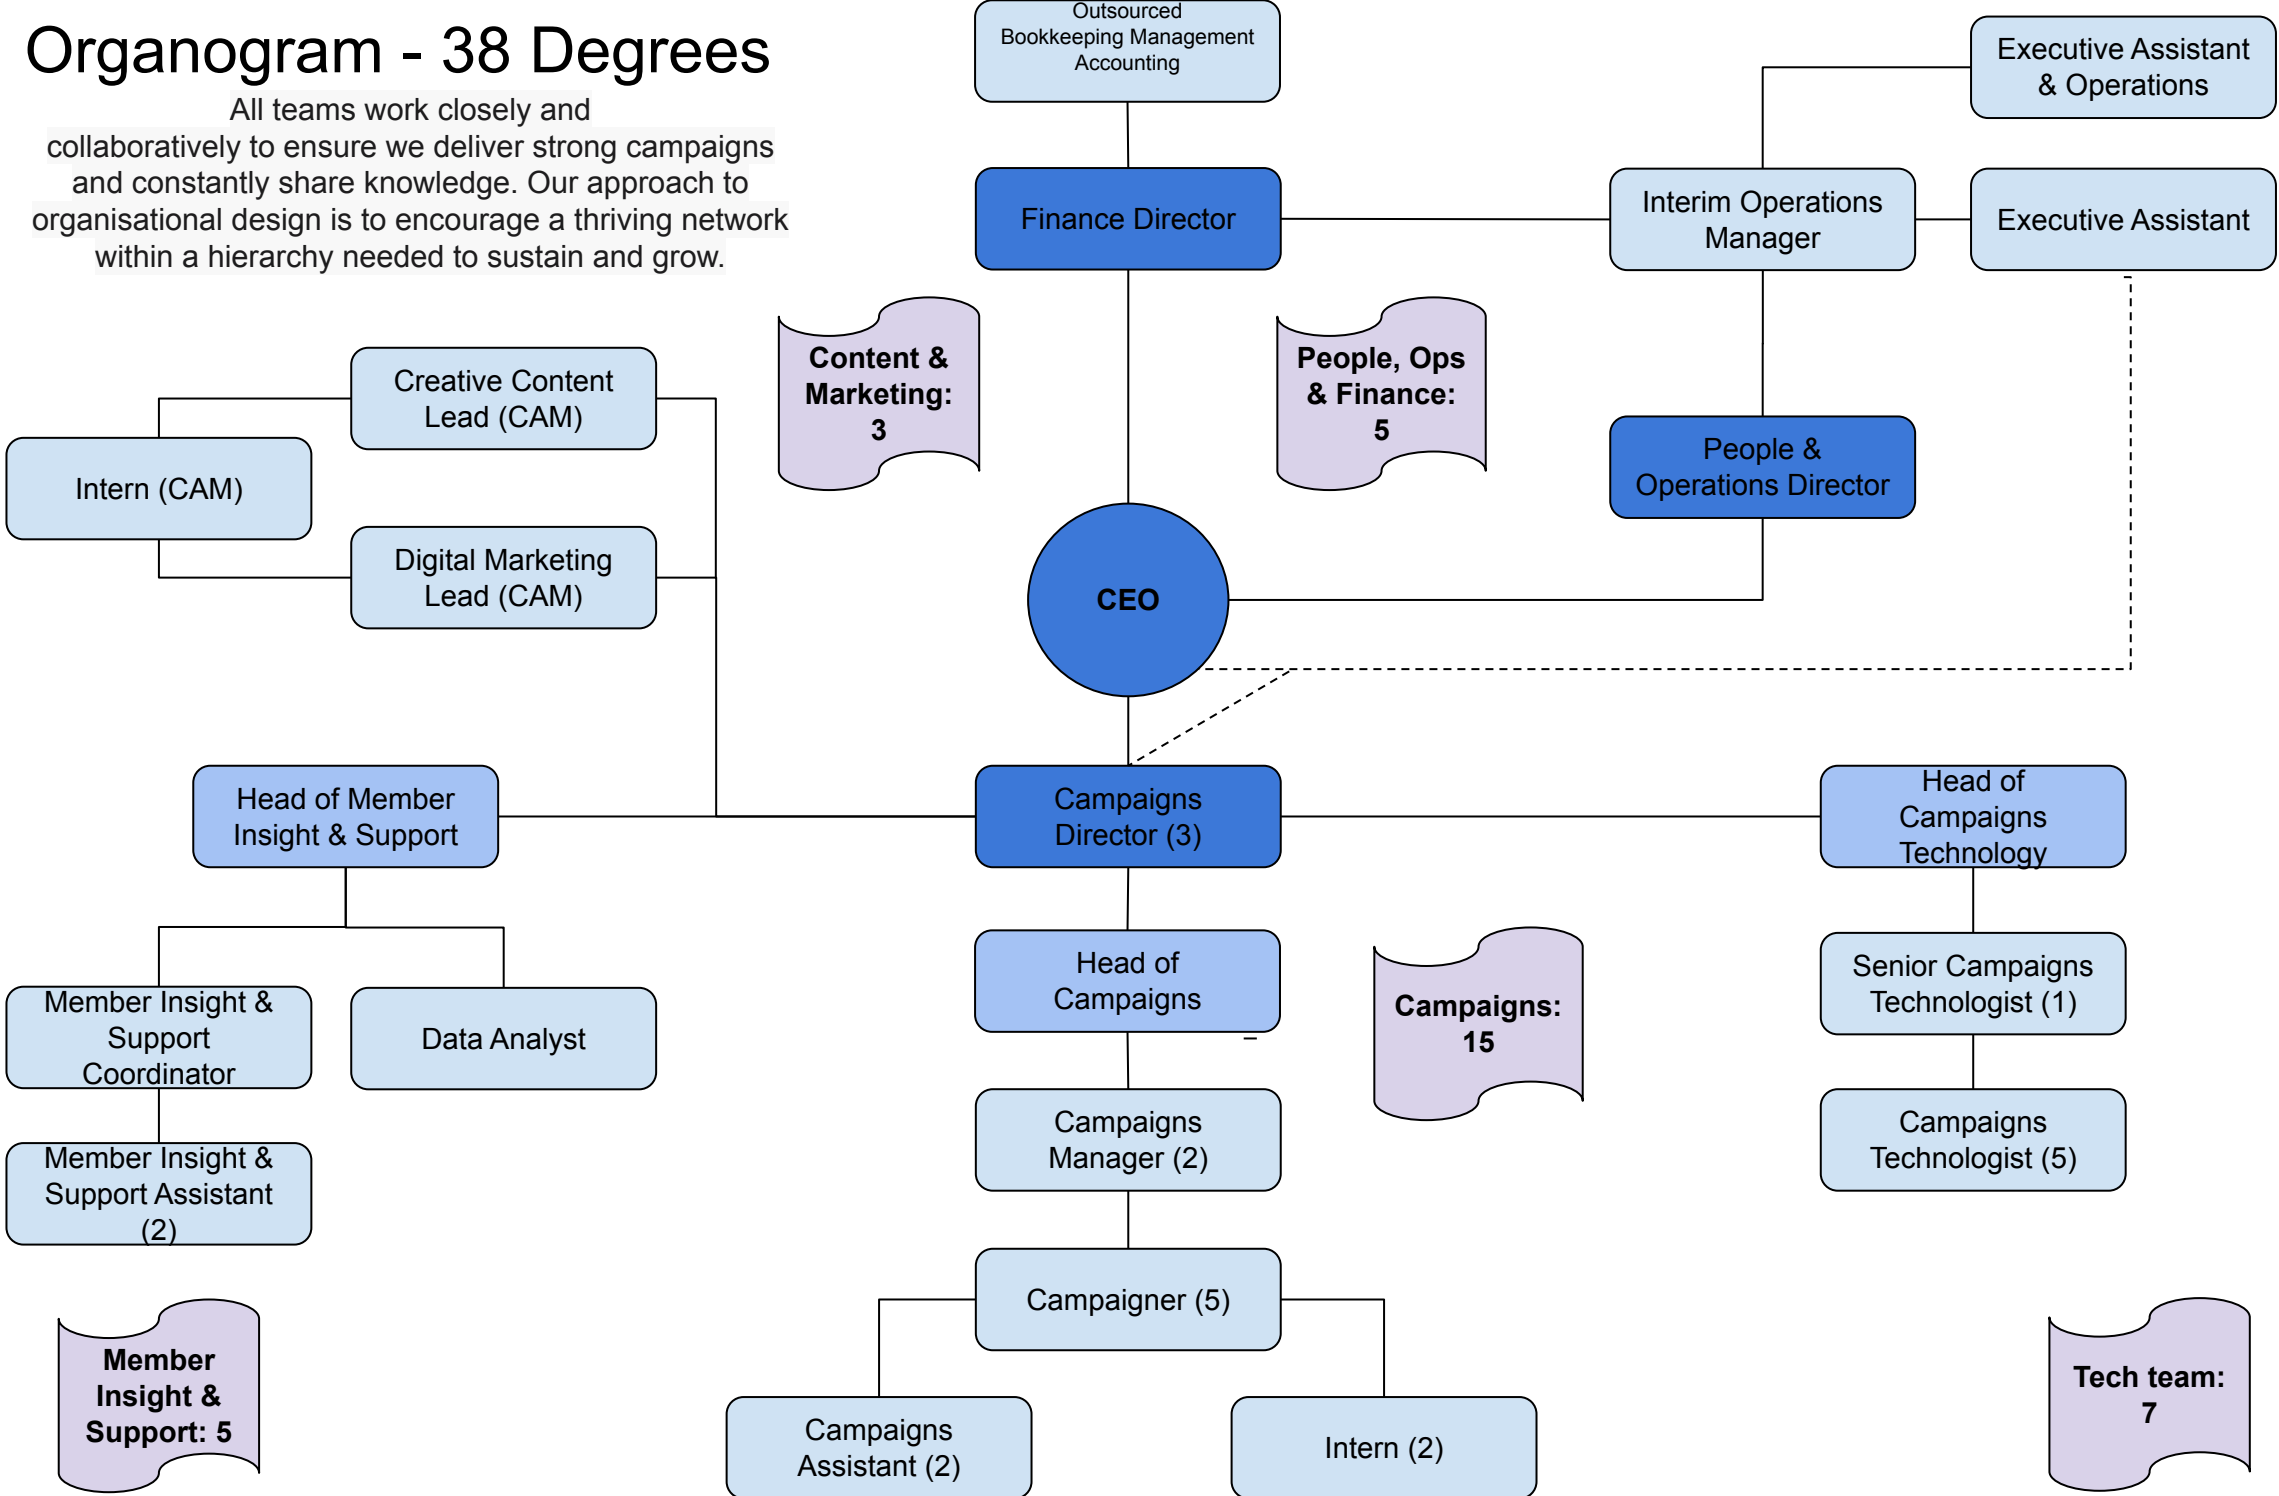 Organogram - 38 Degrees
All teams work closely and
collaboratively to ensure we deliver strong campaigns
and constantly share knowledge. Our approach to
organisational design is to encourage a thriving network
within a hierarchy needed to sustain and grow.
Outsourced
Bookkeeping Management
Accounting
Executive Assistant
& Operations
Finance Director
Interim Operations
Manager
Executive Assistant
Content &
Marketing:
3
People, Ops
& Finance:
5
Creative Content
Lead (CAM)
Intern (CAM)
Digital Marketing
Lead (CAM)
People &
Operations Director
CEO
Head of Member
Insight & Support
Campaigns
Director (3)
Head of
Campaigns
Technology
Member Insight &
Support
Coordinator
Data Analyst
Head of
Campaigns
Campaigns:
15
Senior Campaigns
Technologist (1)
Member Insight &
Support Assistant
(2)
Campaigns
Manager (2)
Campaigns
Technologist (5)
Campaigner (5)
Member
Insight &
Support: 5
Campaigns
Assistant (2)
Intern (2)
Tech team:
7